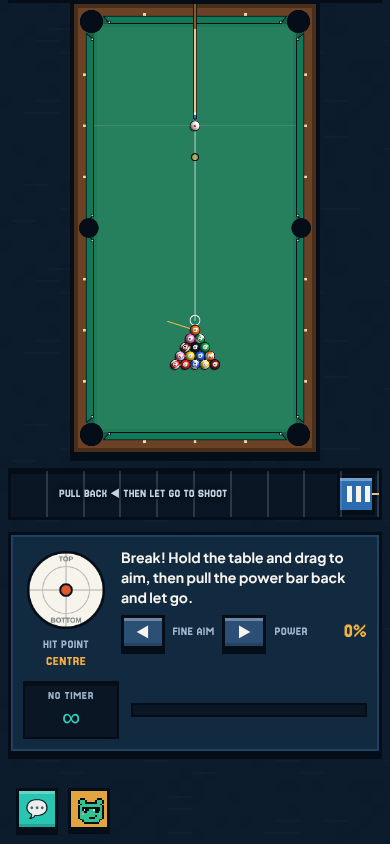 PULL BACK ◀ THEN LET GO TO SHOOT
TOP
BOTTOM
HIT POINT
CENTRE
Break! Hold the table and drag to
aim, then pull the power bar back
and let go.
FINE AIM
POWER
0%
NO TIMER
∞